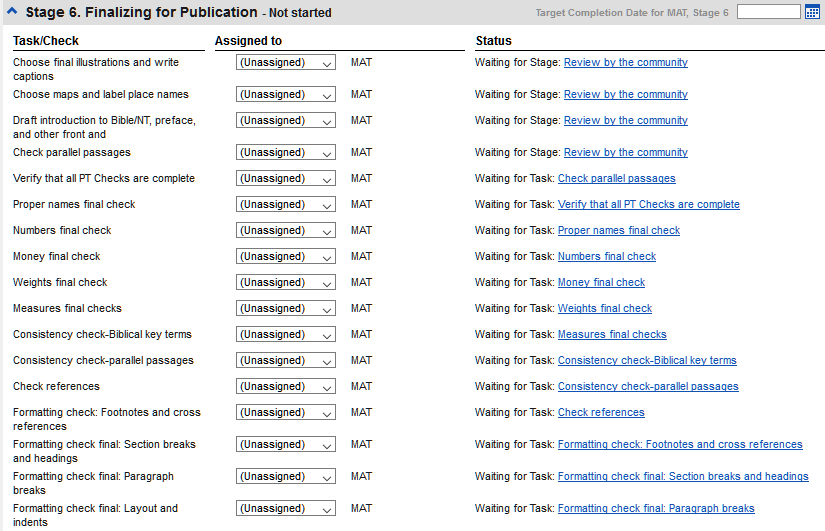 Stage 6. Finalizing for Publication - Not started
Target Completion Date for MAT, Stage 6
Task/Check Assigned to Status
Choose final illustrations and write (Unassigned) MAT Waiting for Stage: Review by the community
captions
Choose maps and label place names (Unassigned) MAT Waiting for Stage: Review by the community
Draft introduction to Bible/NT, preface, (Unassigned) MAT Waiting for Stage: Review by the community
and other front and
Check parallel passages (Unassigned) MAT Waiting for Stage: Review by the community
Verify that all PT Checks are complete (Unassigned) MAT Waiting for Task: Check parallel passages
Proper names final check (Unassigned) MAT Waiting for Task: Verify that all PT Checks are complete
Numbers final check (Unassigned) MAT Waiting for Task: Proper names final check
Money final check (Unassigned) MAT Waiting for Task: Numbers final check
Weights final check (Unassigned) MAT Waiting for Task: Money final check
Measures final checks (Unassigned) MAT Waiting for Task: Weights final check
Consistency check-Biblical key terms (Unassigned) MAT Waiting for Task: Measures final checks
Consistency check-parallel passages (Unassigned) MAT Waiting for Task: Consistency check-Biblical key terms
Check references (Unassigned) MAT Waiting for Task: Consistency check-parallel passages
Formatting check: Footnotes and cross (Unassigned) MAT Waiting for Task: Check references
references
Formatting check final: Section breaks (Unassigned) MAT Waiting for Task: Formatting check: Footnotes and cross references
and headings
Formatting check final: Paragraph (Unassigned) MAT Waiting for Task: Formatting check final: Section breaks and headings
breaks
Formatting check final: Layout and (Unassigned) MAT Waiting for Task: Formatting check final: Paragraph breaks
indents